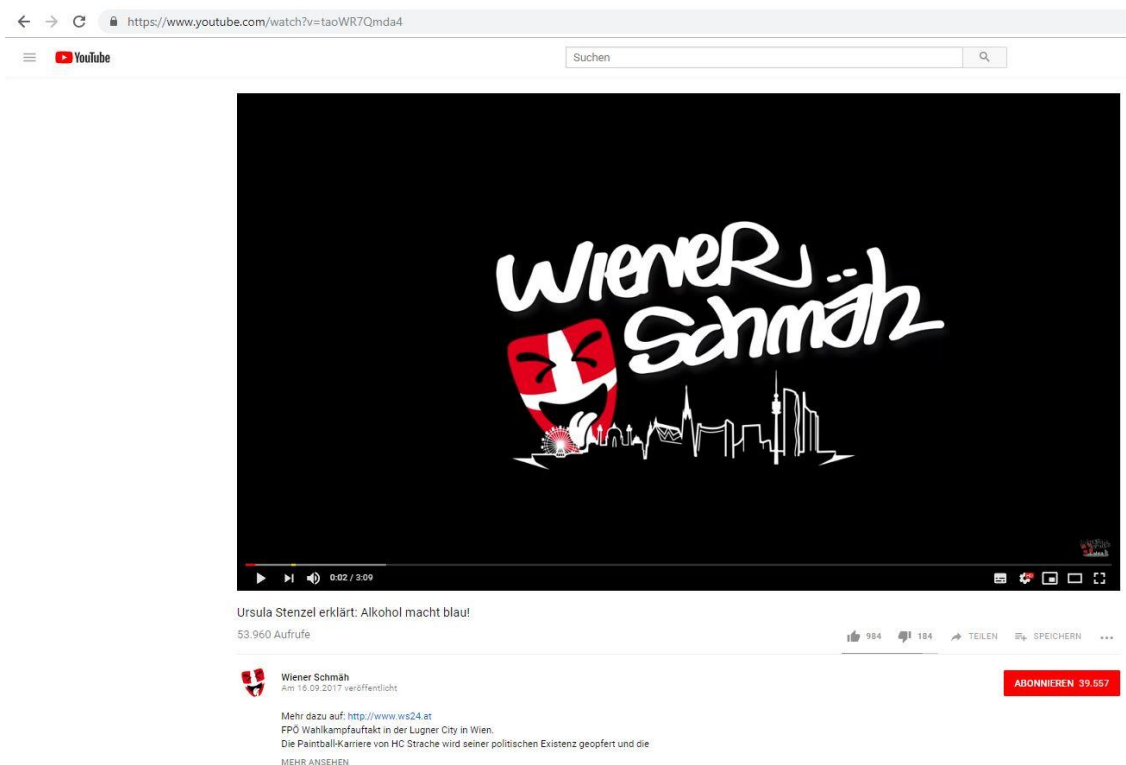 https://www.youtube.com/watch?v=taoWR7Qmda4
YouTube
Suchen
Wiener
Schmäh
0:02 / 3:09
Ursula Stenzel erklärt: Alkohol macht blau!
53.960 Aufrufe
984 184 TEILEN SPEICHERN
Wiener Schmäh
Am 16.09.2017 veröffentlicht
ABONNIEREN 39.557
Mehr dazu auf: http://www.ws24.at
FPÖ Wahlkampfauftakt in der Lugner City in Wien.
Die Paintball-Karriere von HC Strache wird seiner politischen Existenz geopfert und die
MEHR ANSEHEN